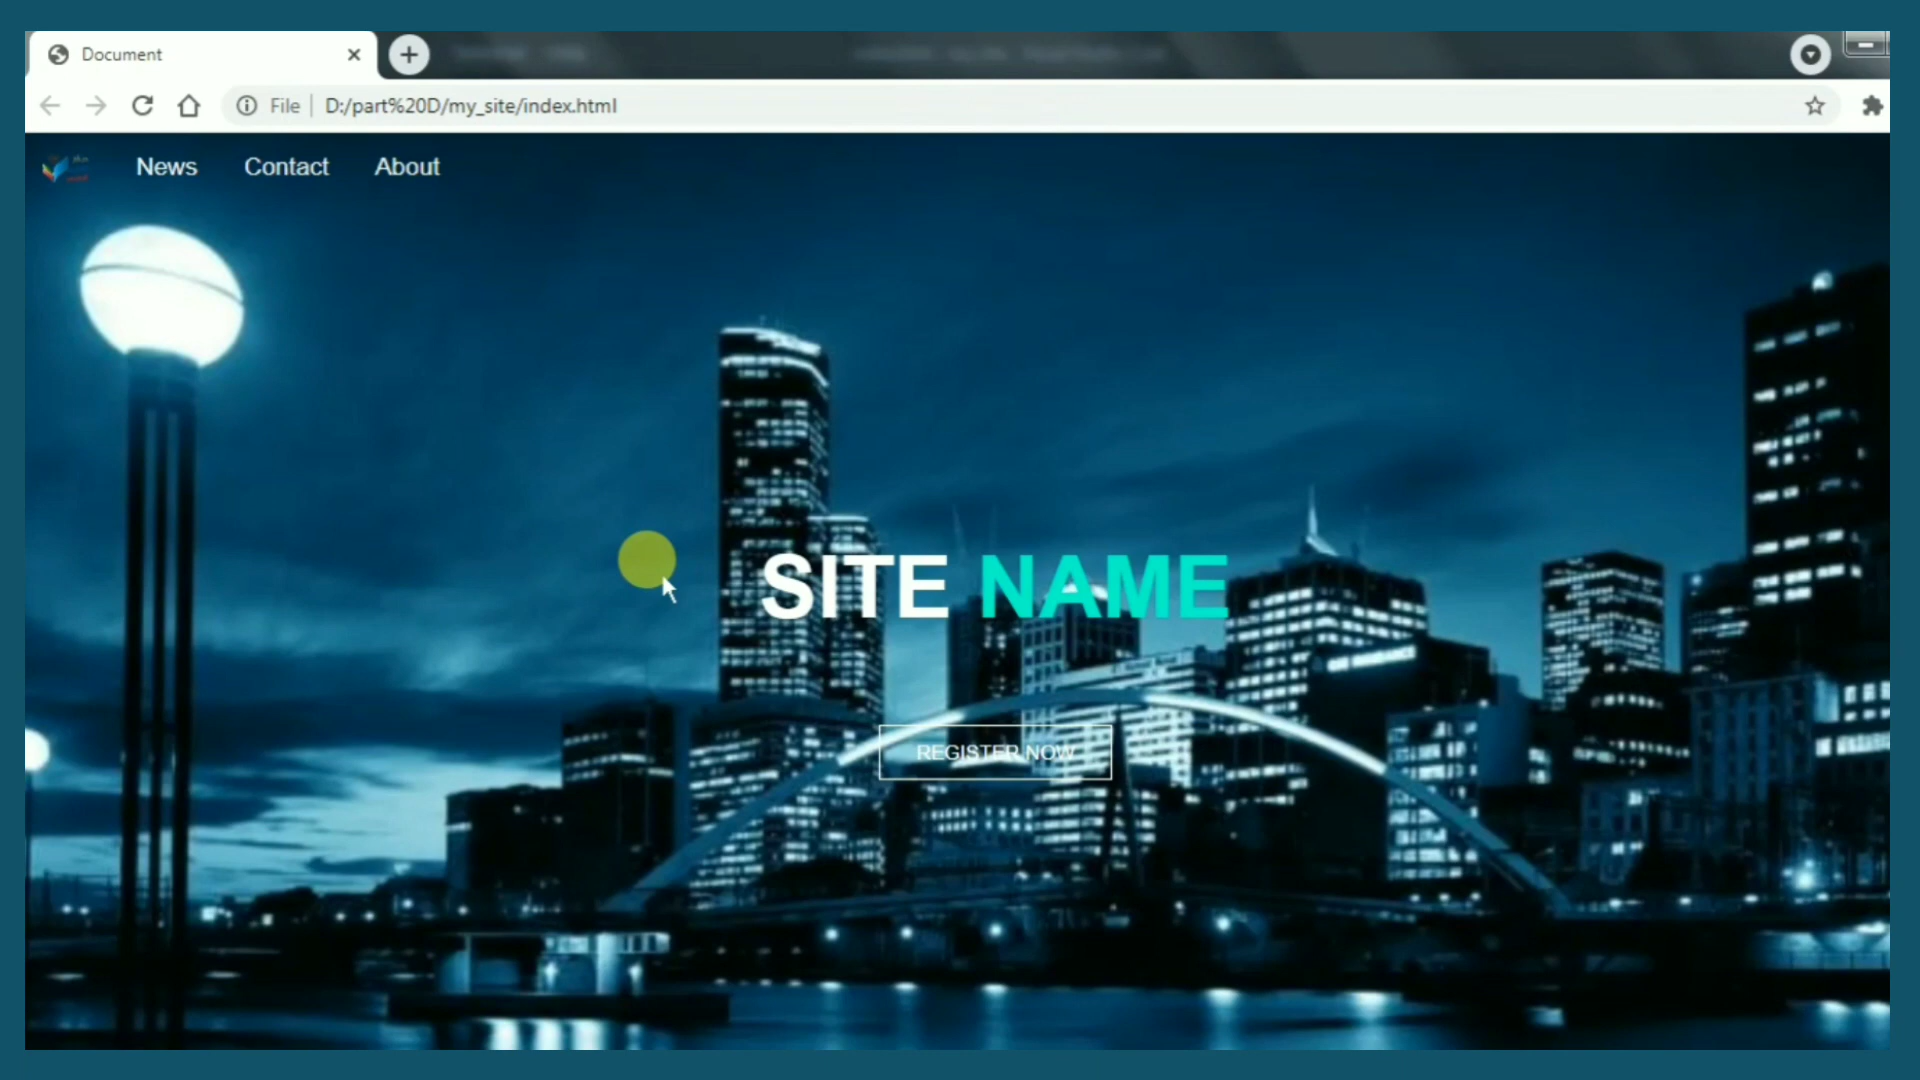 Document
File D:/part%20D/my_site/index.html
News Contact About
SITE NAME
REGISTER NOW